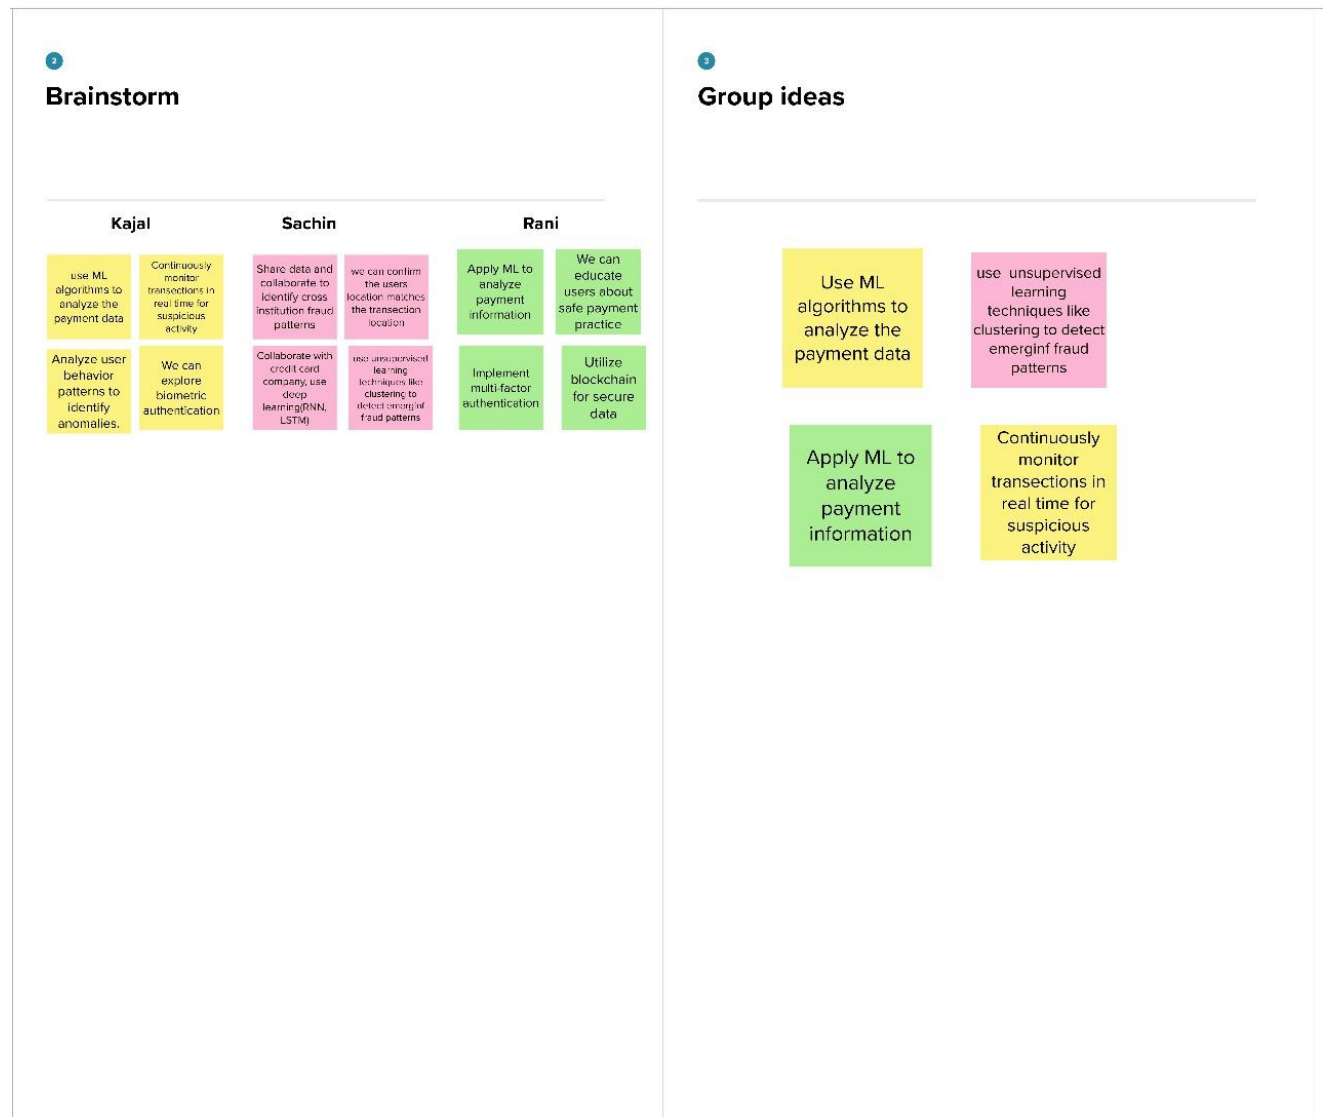 2
Brainstorm
Kajal
Sachin
Rani
use ML
algorithms to
analyze the
payment data
Continuously
monitor
transections in
real time for
suspicious
activity
Analyze user
behavior
patterns to
identify
anomalies.
We can
explore
biometric
authentication
Share data and
collaborate to
identify cross
institution fraud
patterns
we can confirm
the users
location matches
the transection
location
Collaborate with
credit card
company, use
deep
learning(RNN,
LSTM)
use unsupervised
learning
techniques like
clustering to
detect emerginf
fraud patterns
Apply ML to
analyze
payment
information
We can
educate
users about
safe payment
practice
Implement
multi-factor
authentication
Utilize
blockchain
for secure
data
3
Group ideas
Use ML
algorithms to
analyze the
payment data
use unsupervised
learning
techniques like
clustering to detect
emerginf fraud
patterns
Apply ML to
analyze
payment
information
Continuously
monitor
transections in
real time for
suspicious
activity